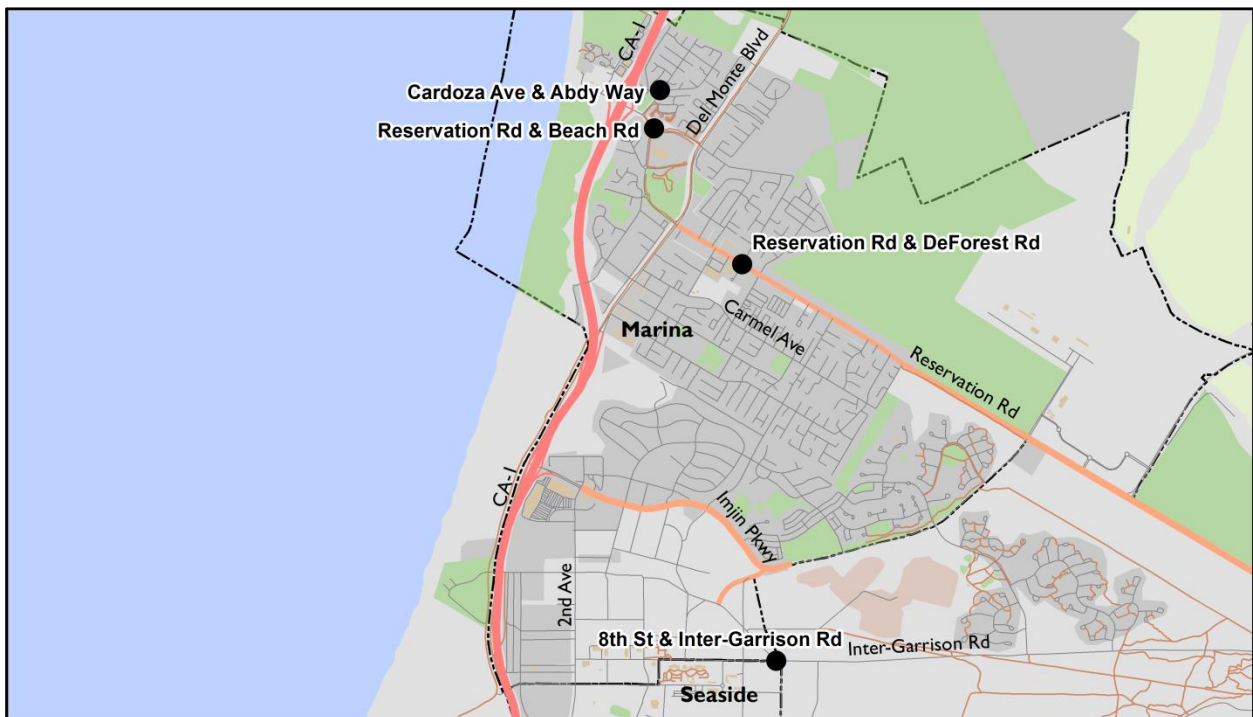 CA-1
Del Monte Blvd
Cardoza Ave & Abdy Way
Reservation Rd & Beach Rd
Reservation Rd & DeForest Rd
Marina
Carmel Ave
Reservation Rd
CA-1
Imjin Pkwy
2nd Ave
8th St & Inter-Garrison Rd
Inter-Garrison Rd
Seaside